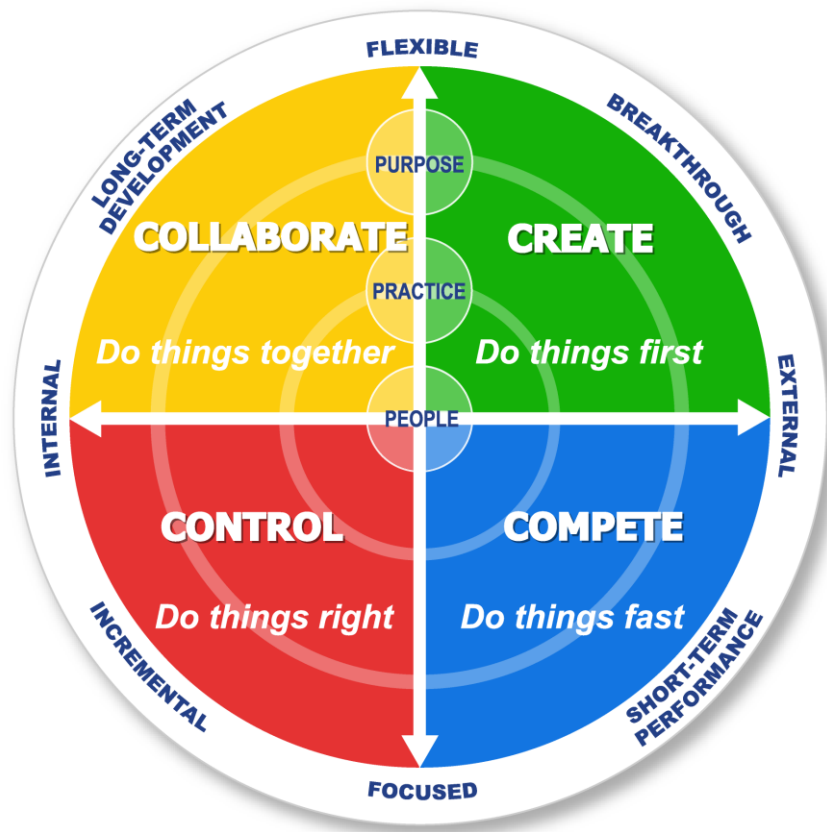 FLEXIBLE
LONG-TERM
DEVELOPMENT
BREAKTHROUGH
PURPOSE
COLLABORATE
CREATE
PRACTICE
Do things together
Do things first
INTERNAL
PEOPLE
EXTERNAL
CONTROL
COMPETE
Do things right
Do things fast
INCREMENTAL
SHORT-TERM
PERFORMANCE
FOCUSED